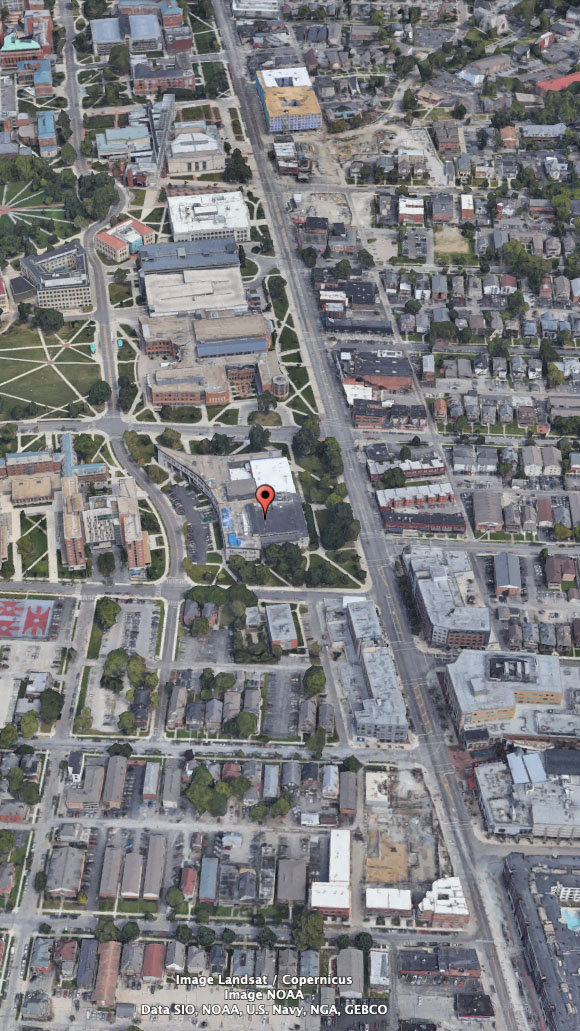 Image Landsat / Copernicus
Image NOAA
Data SIO, NOAA, U.S. Navy, NGA, GEBCO